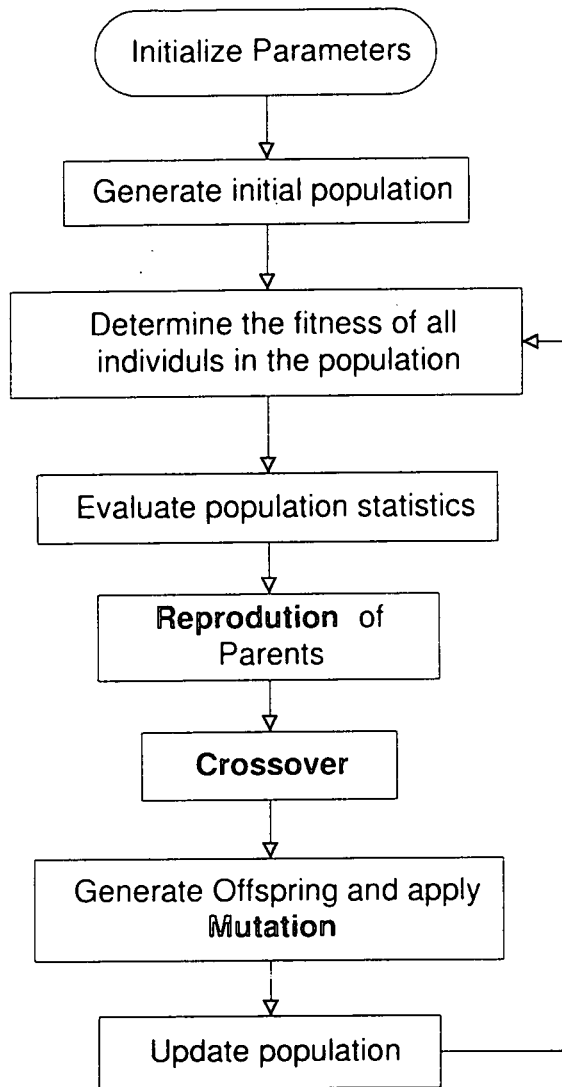 Initialize Parameters
Generate initial population
Determine the fitness of all
individuls in the population
Evaluate population statistics
Reprodution of
Parents
Crossover
Generate Offspring and apply
Mutation
Update population